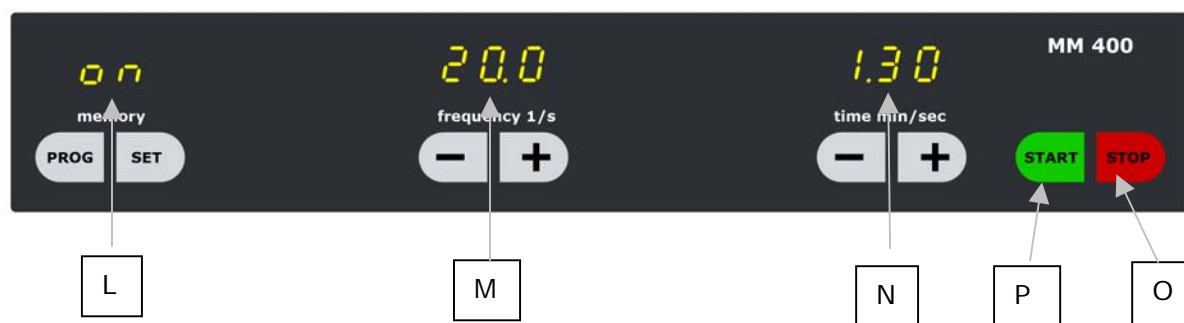 on 20.0 1.30 MM 400
memory frequency 1/s time min/sec
PROG SET − + − + START STOP
L M N P O